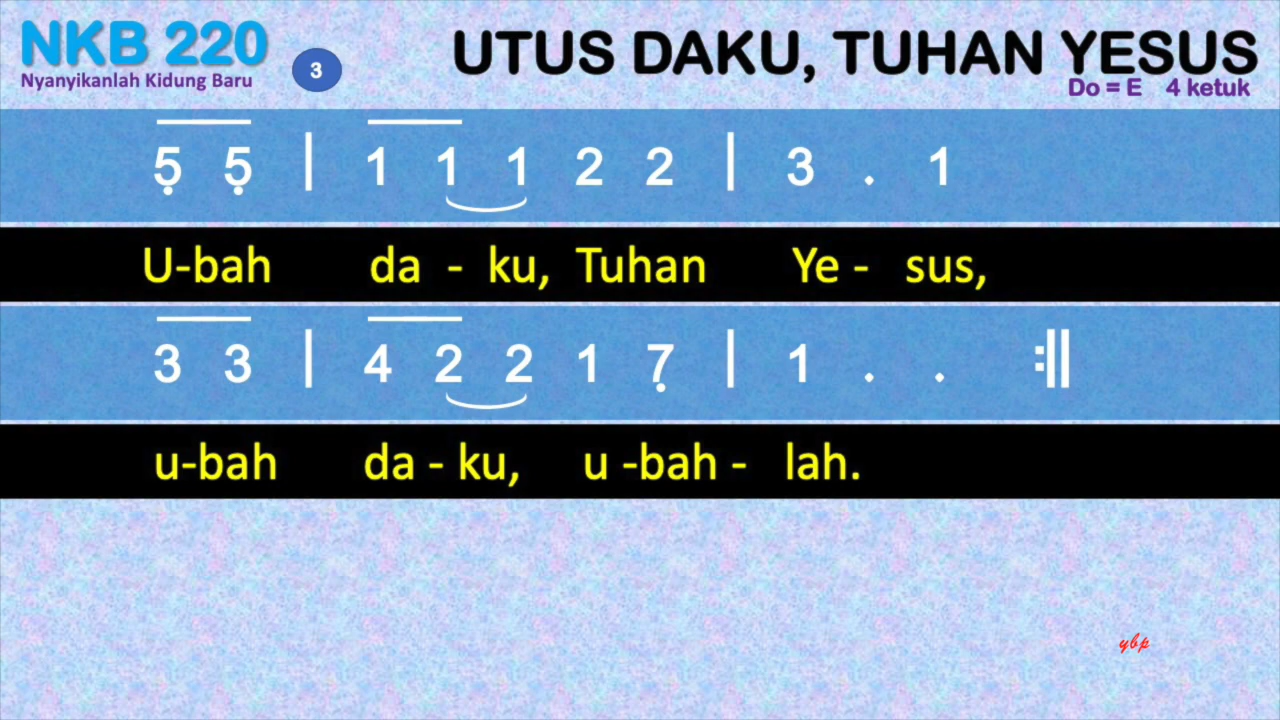 NKB 220
Nyanyikanlah Kidung Baru
3
UTUS DAKU, TUHAN YESUS
Do = E 4 ketuk
5̣ 5̣ | 1 1 1 2 2 | 3 . 1
U-bah da - ku, Tuhan Ye - sus,
3 3 | 4 2 2 1 7̣ | 1 . . :||
u-bah da - ku, u -bah - lah.
ybp